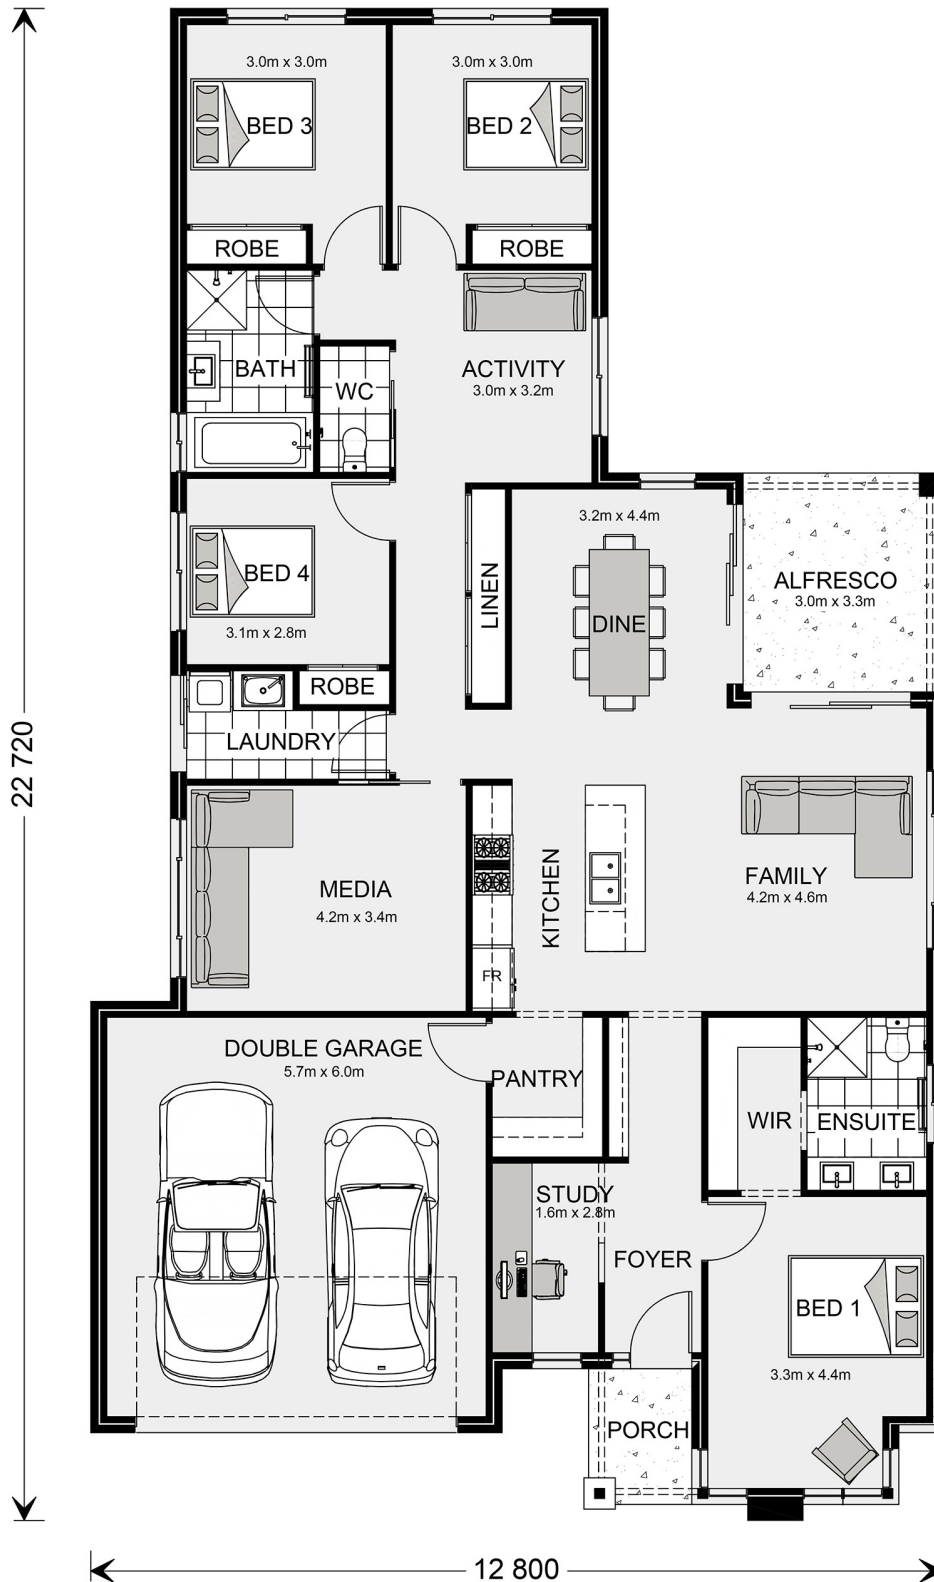 3.0m x 3.0m
BED 3
ROBE
3.0m x 3.0m
BED 2
ROBE
BATH
WC
ACTIVITY
3.0m x 3.2m
BED 4
3.1m x 2.8m
ROBE
LINEN
3.2m x 4.4m
DINE
ALFRESCO
3.0m x 3.3m
LAUNDRY
22 720
MEDIA
4.2m x 3.4m
KITCHEN
FR
FAMILY
4.2m x 4.6m
DOUBLE GARAGE
5.7m x 6.0m
PANTRY
WIR
ENSUITE
STUDY
1.6m x 2.8m
FOYER
BED 1
3.3m x 4.4m
PORCH
12 800